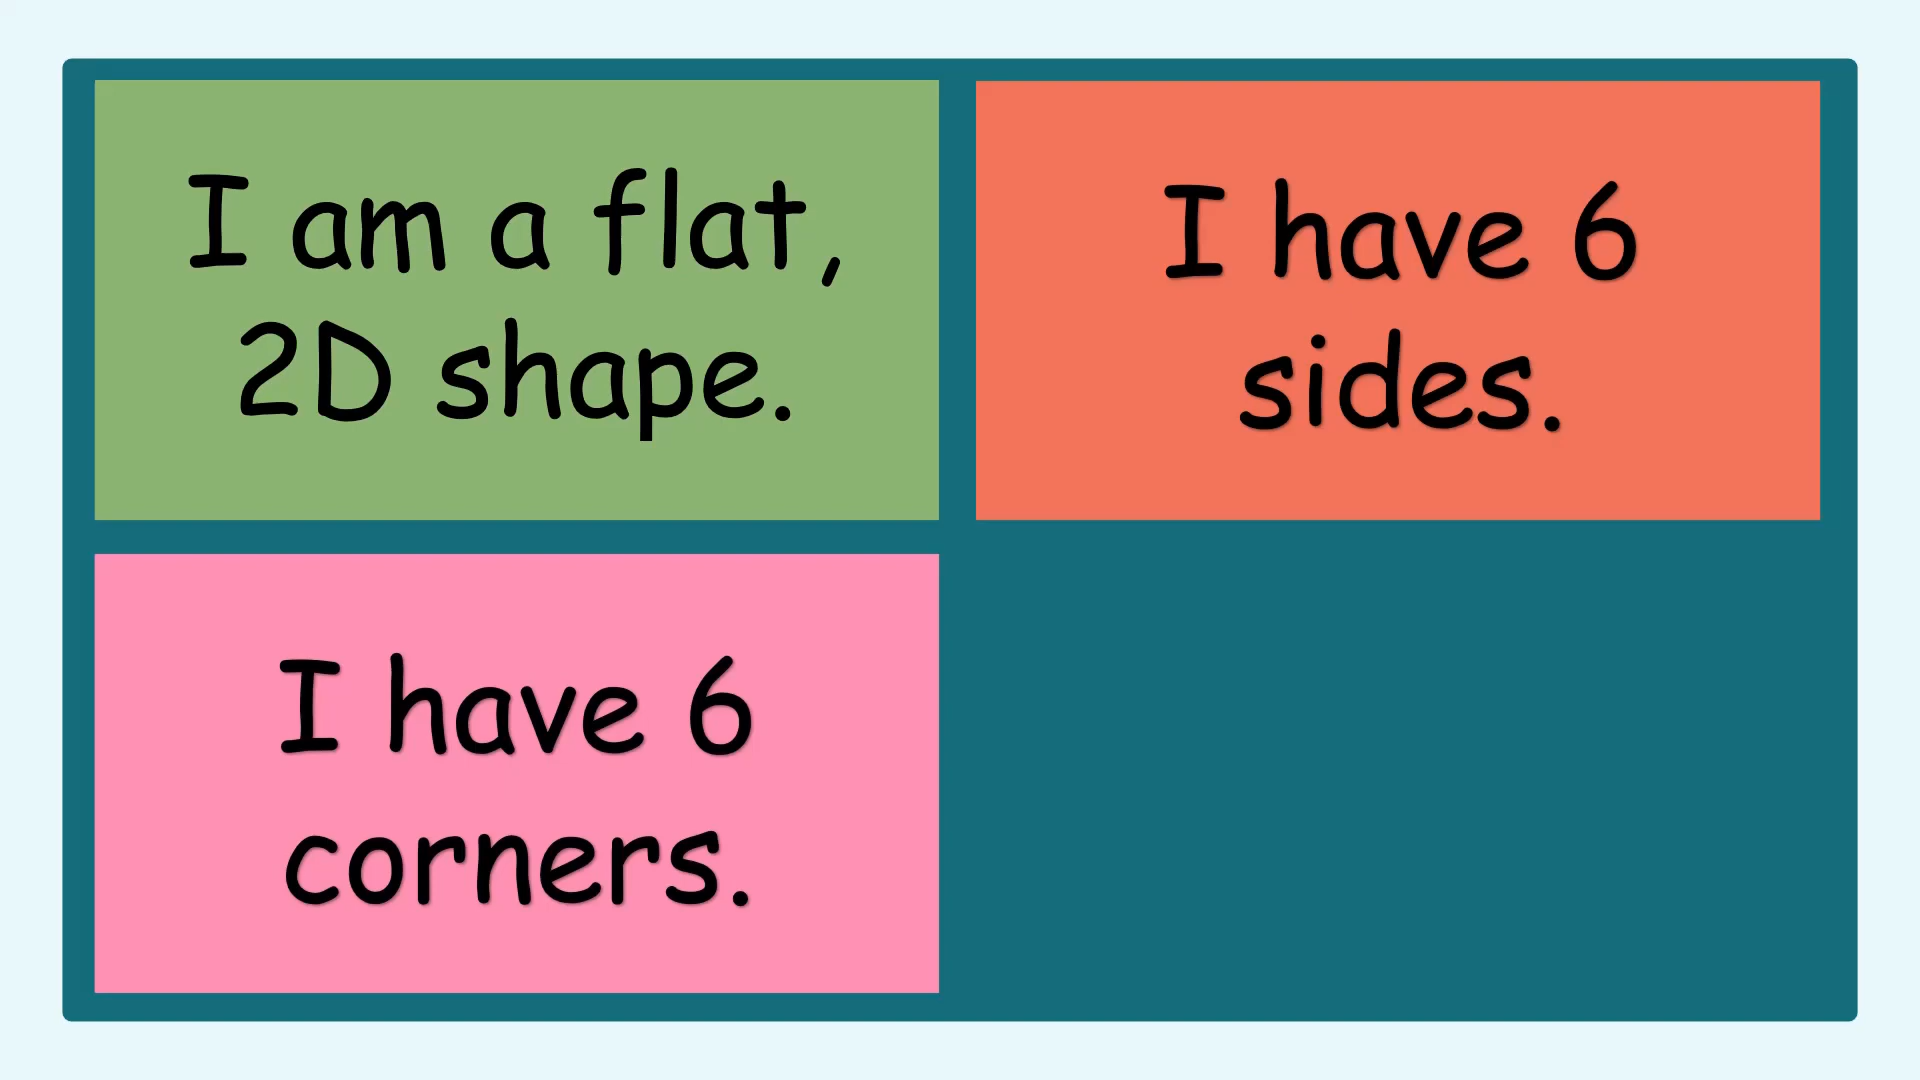 I am a flat,
2D shape.
I have 6
sides.
I have 6
corners.